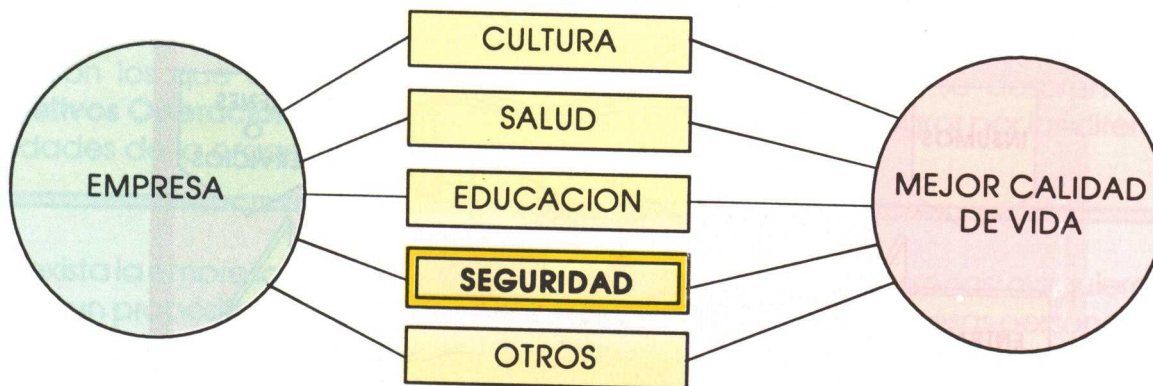 CULTURA
SALUD
EMPRESA
EDUCACION
MEJOR CALIDAD
DE VIDA
SEGURIDAD
OTROS